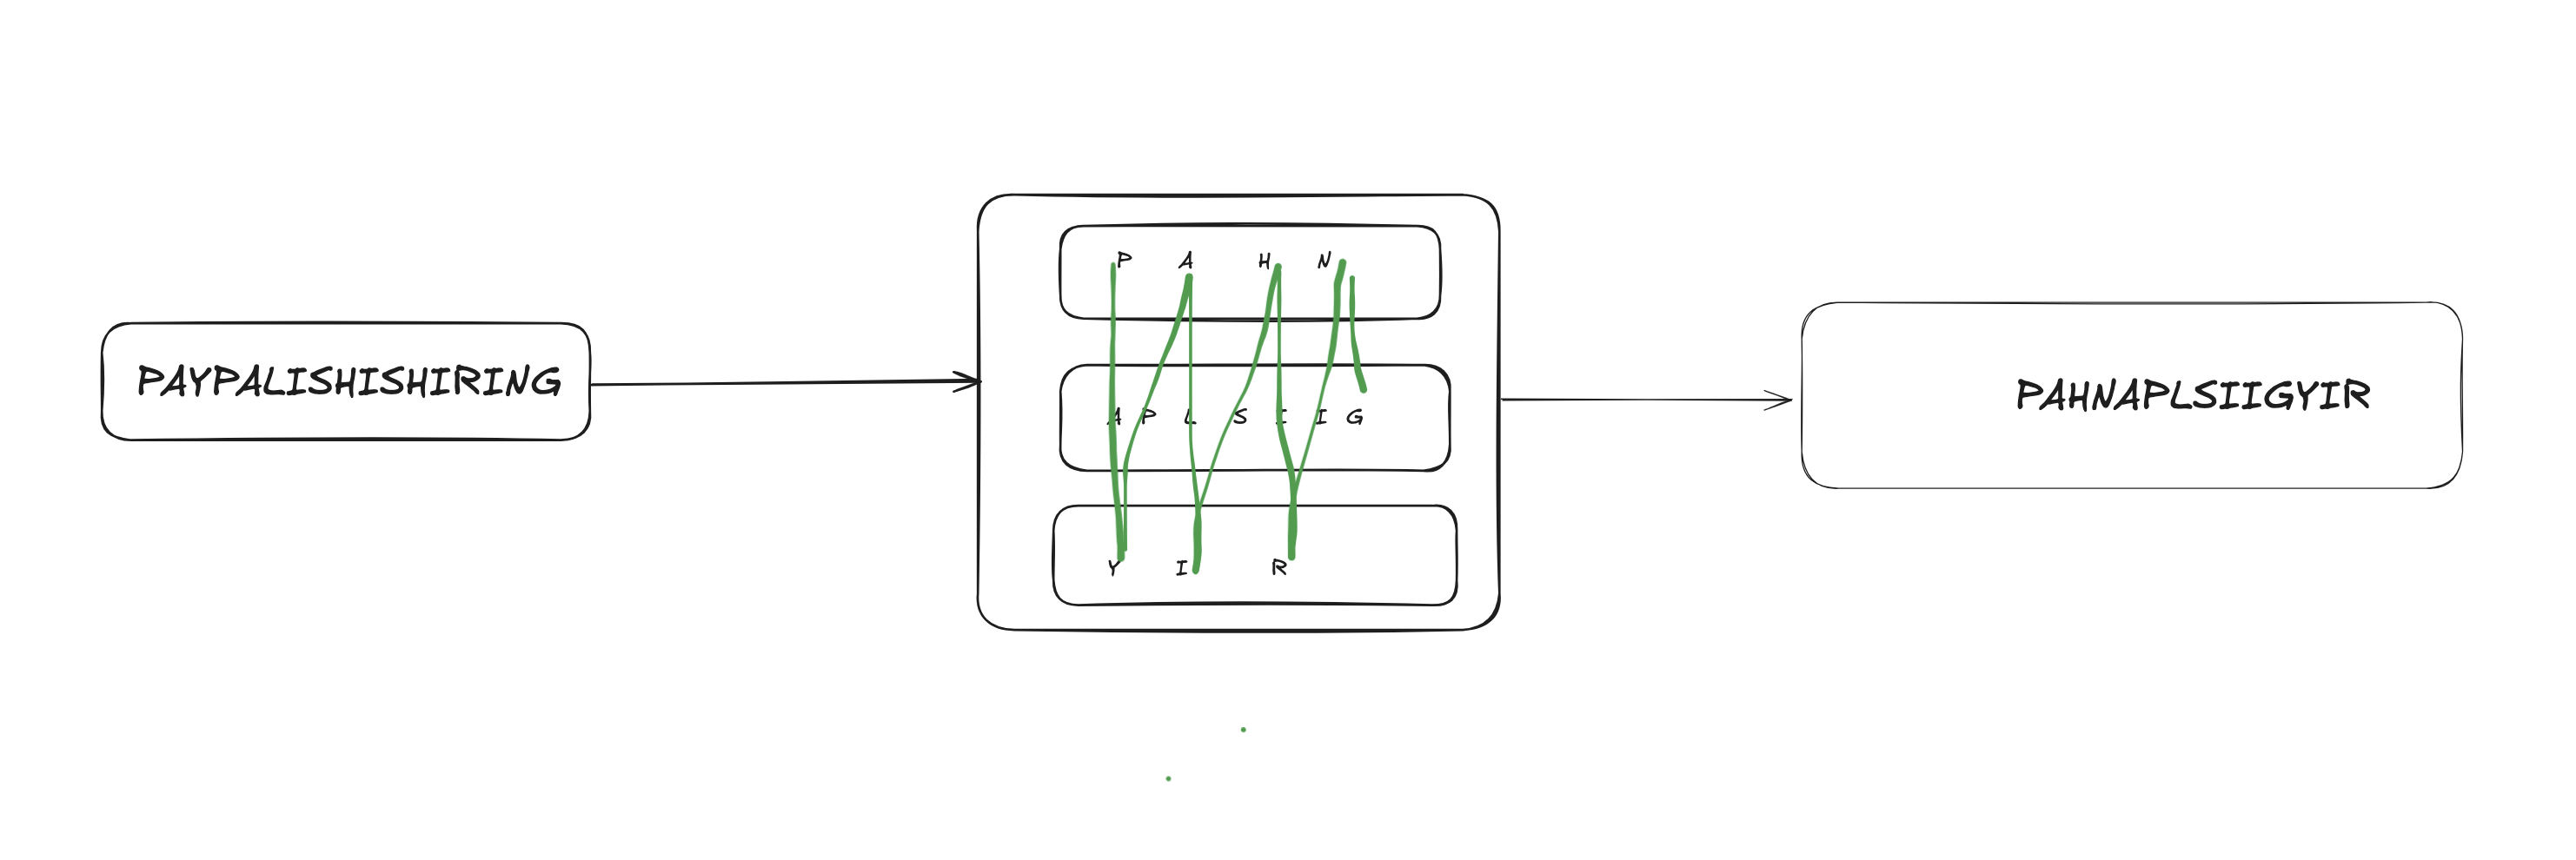 PAYPALISHISHIRING
P A H N
A P L S I I G
Y I R
PAHNAPLSIIGYIR